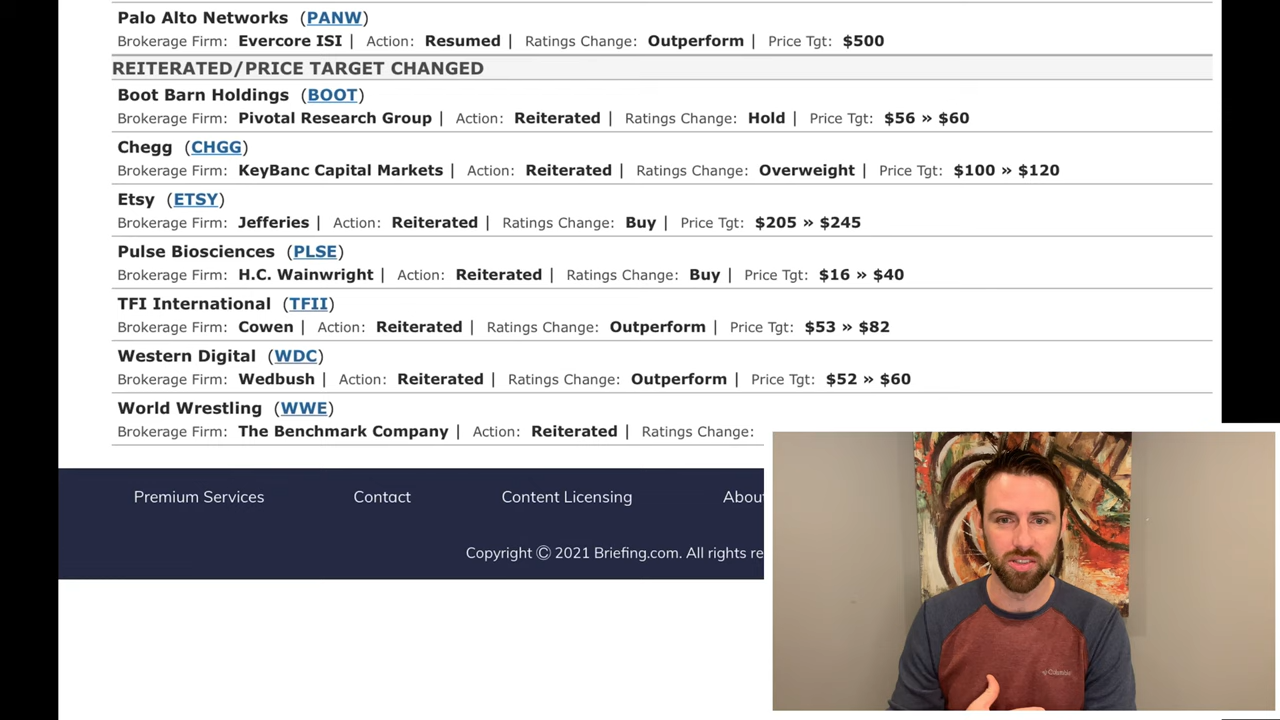 Palo Alto Networks (PANW)
Brokerage Firm: Evercore ISI | Action: Resumed | Ratings Change: Outperform | Price Tgt: $500
REITERATED/PRICE TARGET CHANGED
Boot Barn Holdings (BOOT)
Brokerage Firm: Pivotal Research Group | Action: Reiterated | Ratings Change: Hold | Price Tgt: $56 » $60
Chegg (CHGG)
Brokerage Firm: KeyBanc Capital Markets | Action: Reiterated | Ratings Change: Overweight | Price Tgt: $100 » $120
Etsy (ETSY)
Brokerage Firm: Jefferies | Action: Reiterated | Ratings Change: Buy | Price Tgt: $205 » $245
Pulse Biosciences (PLSE)
Brokerage Firm: H.C. Wainwright | Action: Reiterated | Ratings Change: Buy | Price Tgt: $16 » $40
TFI International (TFII)
Brokerage Firm: Cowen | Action: Reiterated | Ratings Change: Outperform | Price Tgt: $53 » $82
Western Digital (WDC)
Brokerage Firm: Wedbush | Action: Reiterated | Ratings Change: Outperform | Price Tgt: $52 » $60
World Wrestling (WWE)
Brokerage Firm: The Benchmark Company | Action: Reiterated | Ratings Change:
Premium Services Contact Content Licensing Abou
Copyright © 2021 Briefing.com. All rights re
Columbia